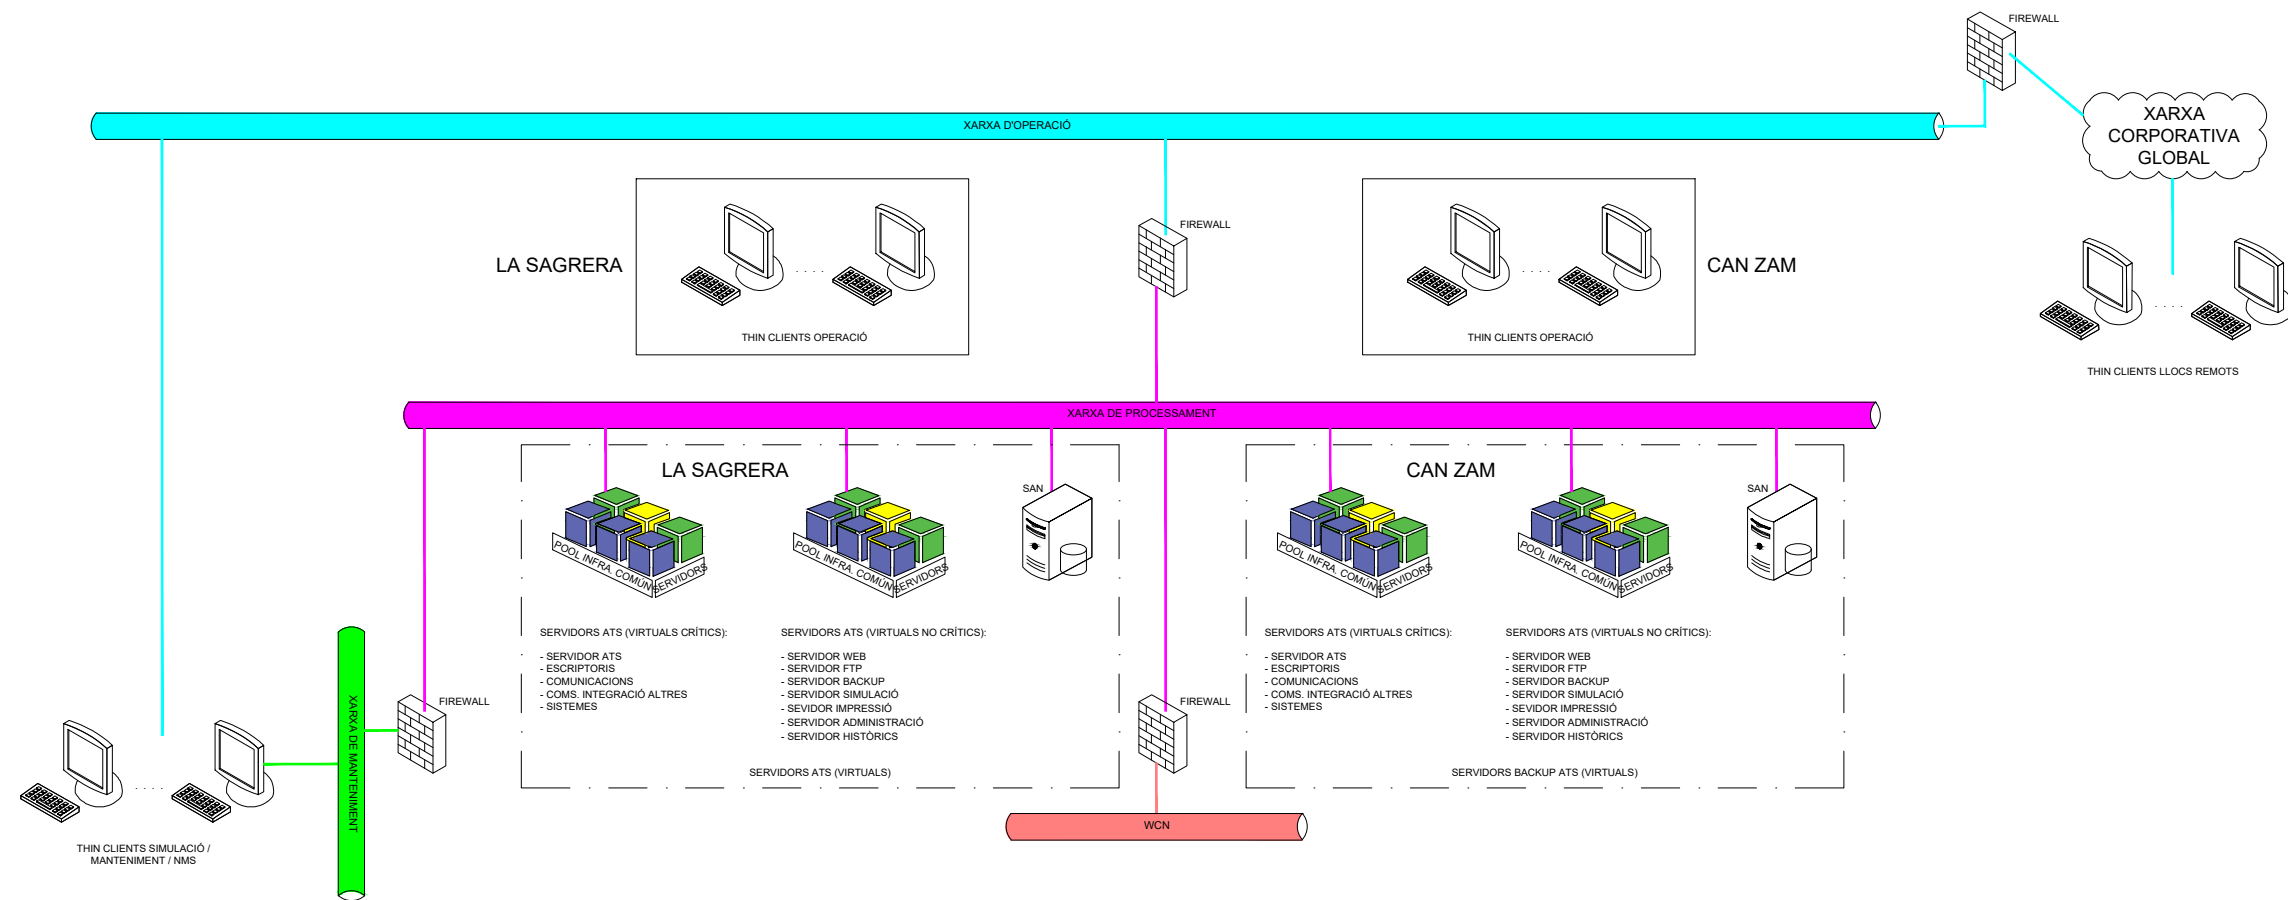 FIREWALL
XARXA D'OPERACIÓ
XARXA
CORPORATIVA
GLOBAL
FIREWALL
LA SAGRERA
CAN ZAM
. . . .
. . . .
. . . .
THIN CLIENTS OPERACIÓ
THIN CLIENTS OPERACIÓ
THIN CLIENTS LLOCS REMOTS
XARXA DE PROCESSAMENT
LA SAGRERA
SAN
POOL INFRA. COMÚN
SERVIDORS
POOL INFRA. COMÚN
SERVIDORS
SERVIDORS ATS (VIRTUALS CRÍTICS):
- SERVIDOR ATS
- ESCRIPTORIS
- COMUNICACIONS
- COMS. INTEGRACIÓ ALTRES
- SISTEMES
SERVIDORS ATS (VIRTUALS NO CRÍTICS):
- SERVIDOR WEB
- SERVIDOR FTP
- SERVIDOR BACKUP
- SERVIDOR SIMULACIÓ
- SEVIDOR IMPRESSIÓ
- SERVIDOR ADMINISTRACIÓ
- SERVIDOR HISTÒRICS
SERVIDORS ATS (VIRTUALS)
CAN ZAM
SAN
POOL INFRA. COMÚN
SERVIDORS
POOL INFRA. COMÚN
SERVIDORS
SERVIDORS ATS (VIRTUALS CRÍTICS):
- SERVIDOR ATS
- ESCRIPTORIS
- COMUNICACIONS
- COMS. INTEGRACIÓ ALTRES
- SISTEMES
SERVIDORS ATS (VIRTUALS NO CRÍTICS):
- SERVIDOR WEB
- SERVIDOR FTP
- SERVIDOR BACKUP
- SERVIDOR SIMULACIÓ
- SEVIDOR IMPRESSIÓ
- SERVIDOR ADMINISTRACIÓ
- SERVIDOR HISTÒRICS
SERVIDORS BACKUP ATS (VIRTUALS)
FIREWALL
FIREWALL
XARXA DE MANTENIMENT
. . . .
THIN CLIENTS SIMULACIÓ /
MANTENIMENT / NMS
WCN